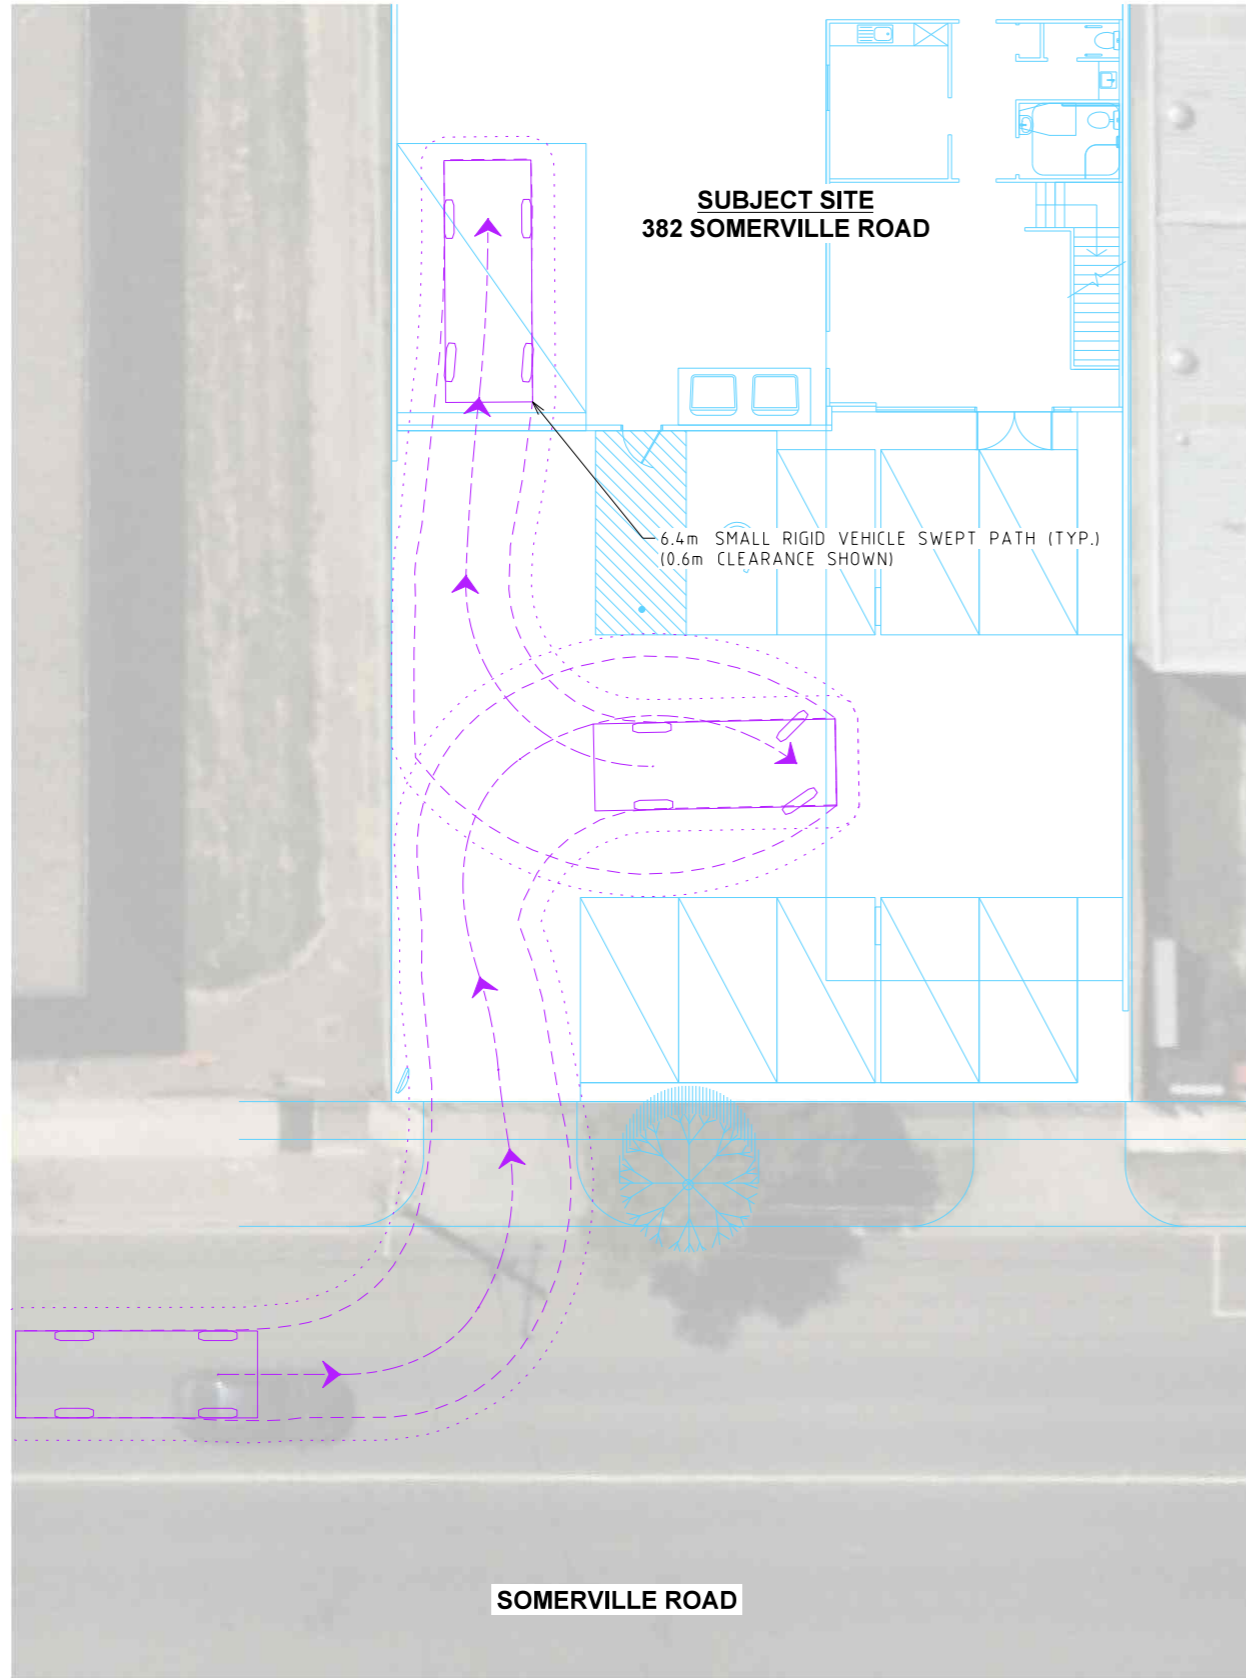 SUBJECT SITE
382 SOMERVILLE ROAD
6.4m SMALL RIGID VEHICLE SWEPT PATH (TYP.)
(0.6m CLEARANCE SHOWN)
SOMERVILLE ROAD